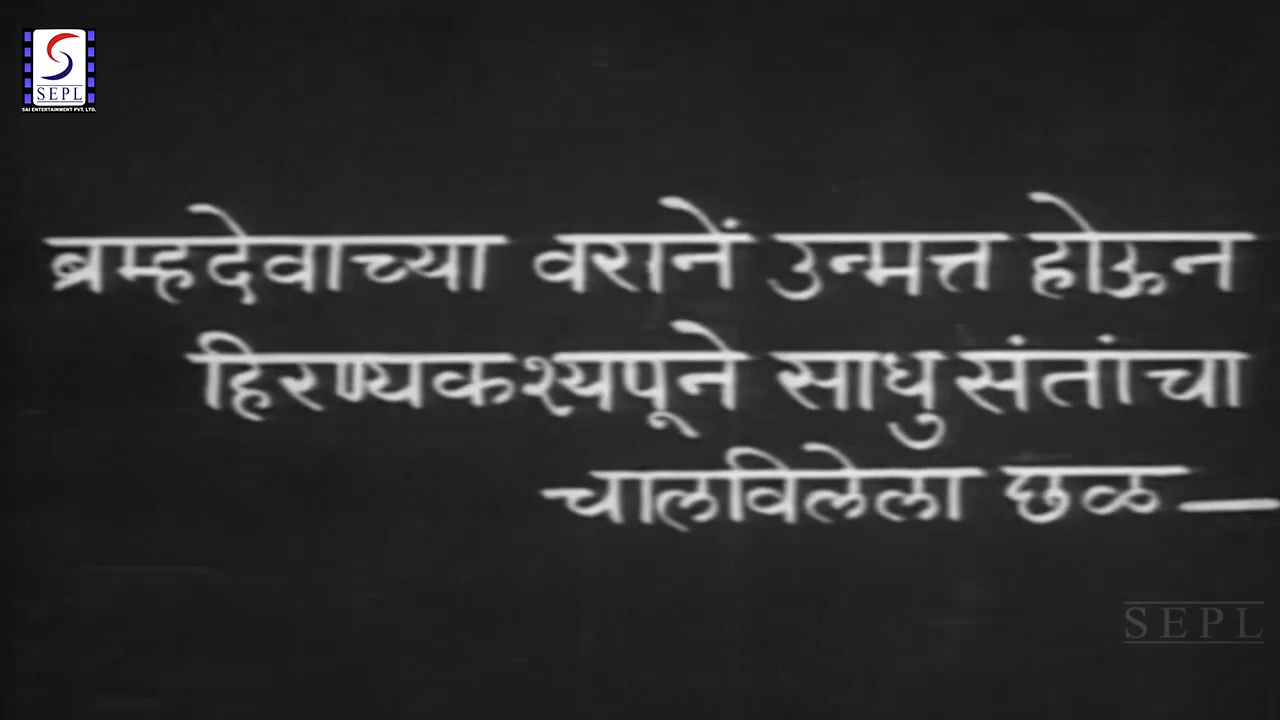 SEPL
SAI ENTERTAINMENT PVT. LTD.
ब्रम्हदेवाच्या वरानें उन्मत्त होऊन
हिरण्यकश्यपूने साधुसंतांचा
चालविलेला छळ—
SEPL